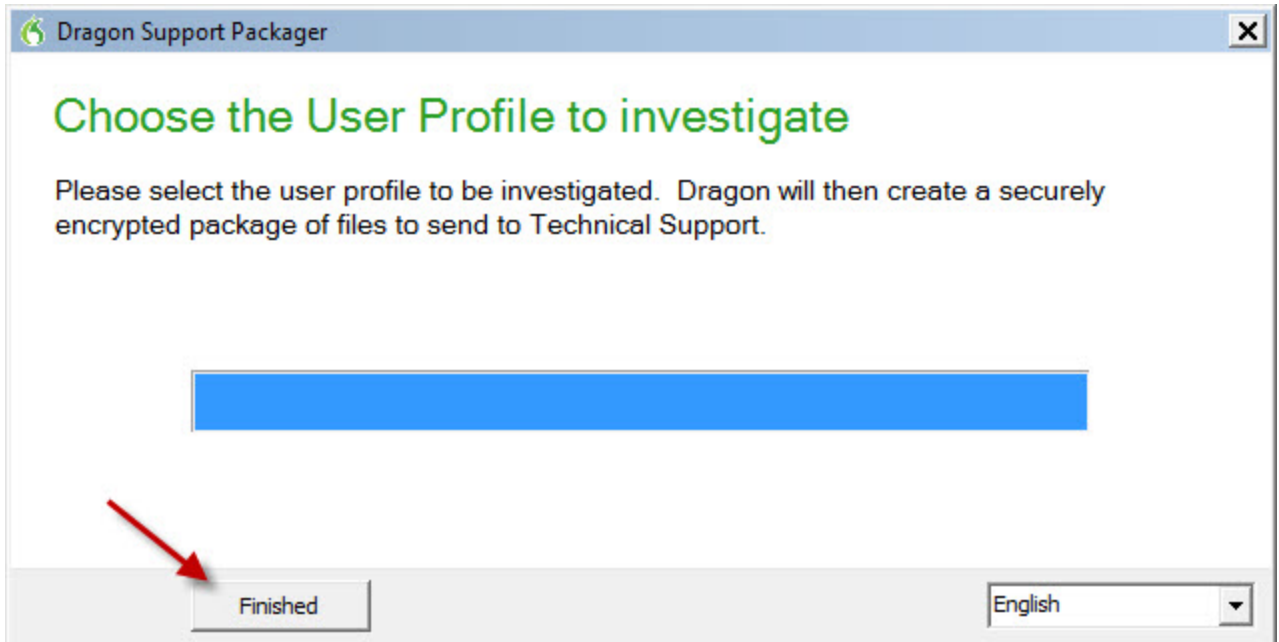 Dragon Support Packager
Choose the User Profile to investigate
Please select the user profile to be investigated.  Dragon will then create a securely
encrypted package of files to send to Technical Support.
Finished
English